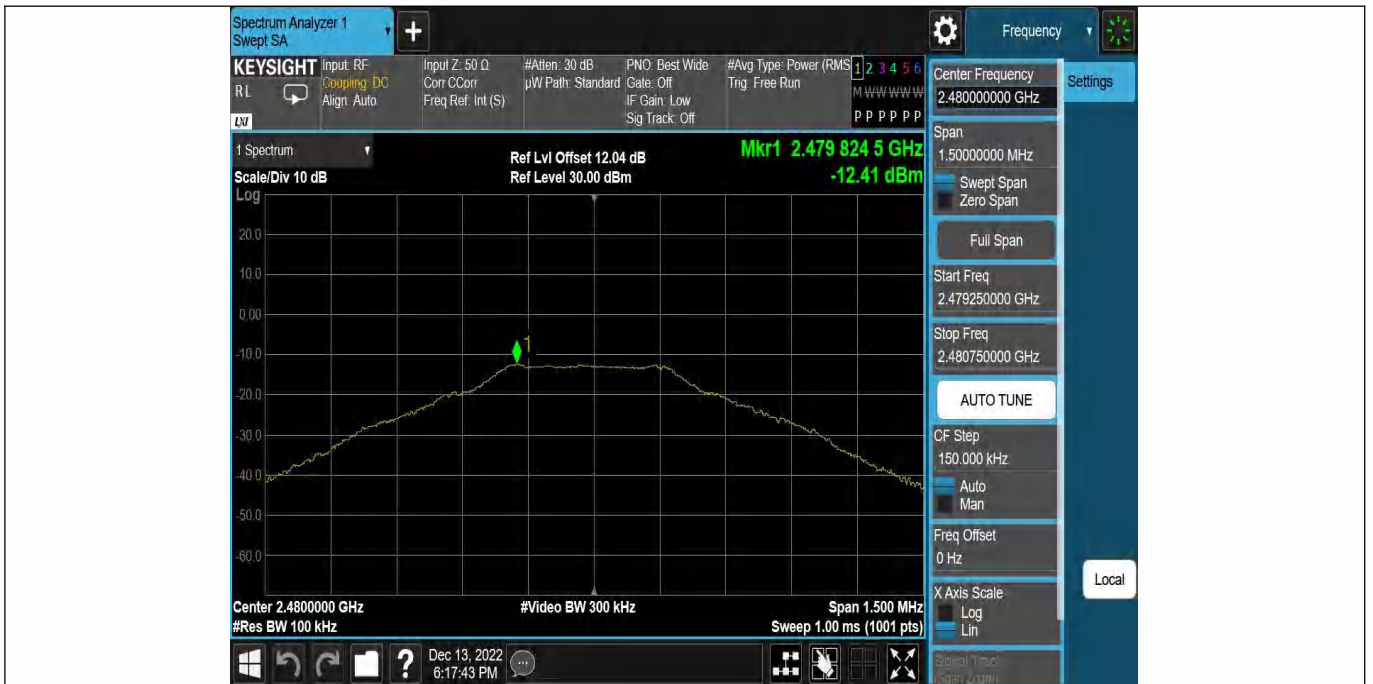 Spectrum Analyzer 1
Swept SA
+
Frequency
KEYSIGHT
RL
LXI
Input: RF
Coupling: DC
Align: Auto
Input Z: 50 Ω
Corr CCorr
Freq Ref: Int (S)
#Atten: 30 dB
µW Path: Standard
PNO: Best Wide
Gate: Off
IF Gain: Low
Sig Track: Off
#Avg Type: Power (RMS
Trig: Free Run
1 2 3 4 5 6
M W W W W W
P P P P P P
Center Frequency
2.480000000 GHz
Settings
Span
1.50000000 MHz
Swept Span
Zero Span
Full Span
Start Freq
2.479250000 GHz
Stop Freq
2.480750000 GHz
AUTO TUNE
CF Step
150.000 kHz
Auto
Man
Freq Offset
0 Hz
X Axis Scale
Log
Lin
Signal Track
(Span Zoom)
Local
1 Spectrum
Scale/Div 10 dB
Ref Lvl Offset 12.04 dB
Ref Level 30.00 dBm
Mkr1 2.479 824 5 GHz
-12.41 dBm
Log
20.0
10.0
0.00
-10.0
-20.0
-30.0
-40.0
-50.0
-60.0
1
Center 2.4800000 GHz
#Res BW 100 kHz
#Video BW 300 kHz
Span 1.500 MHz
Sweep 1.00 ms (1001 pts)
?
Dec 13, 2022
6:17:43 PM